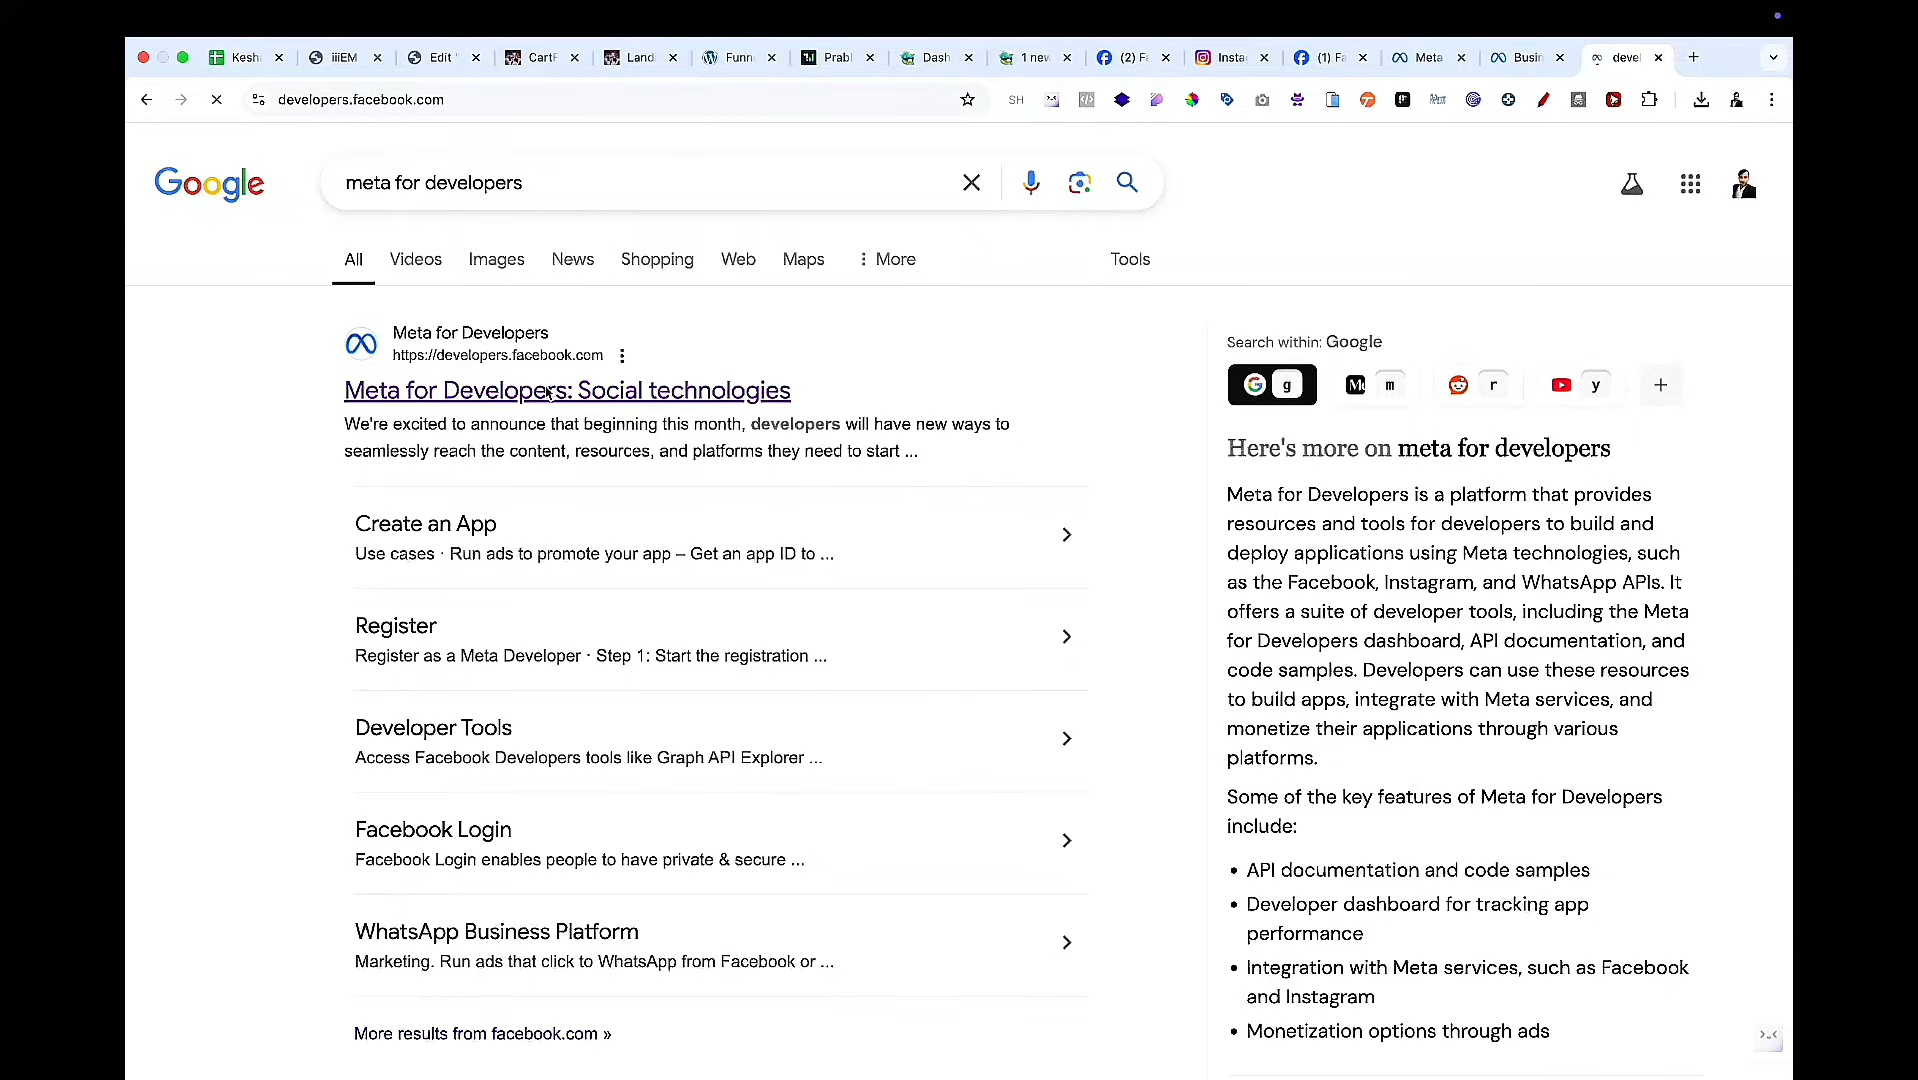 Kesha
iiiEM
Edit "
CartF
Landi
Funn
Prabl
Dash
1 new
(2) Fa
Insta
(1) Fa
Meta
Busin
devel
developers.facebook.com
SH
Google
meta for developers
All
Videos
Images
News
Shopping
Web
Maps
More
Tools
Meta for Developers
https://developers.facebook.com
Meta for Developers: Social technologies
We're excited to announce that beginning this month, developers will have new ways to
seamlessly reach the content, resources, and platforms they need to start ...
Create an App
Use cases · Run ads to promote your app – Get an app ID to ...
Register
Register as a Meta Developer · Step 1: Start the registration ...
Developer Tools
Access Facebook Developers tools like Graph API Explorer ...
Facebook Login
Facebook Login enables people to have private & secure ...
WhatsApp Business Platform
Marketing. Run ads that click to WhatsApp from Facebook or ...
More results from facebook.com »
Search within: Google
g
m
r
y
Here's more on meta for developers
Meta for Developers is a platform that provides
resources and tools for developers to build and
deploy applications using Meta technologies, such
as the Facebook, Instagram, and WhatsApp APIs. It
offers a suite of developer tools, including the Meta
for Developers dashboard, API documentation, and
code samples. Developers can use these resources
to build apps, integrate with Meta services, and
monetize their applications through various
platforms.
Some of the key features of Meta for Developers
include:
• API documentation and code samples
• Developer dashboard for tracking app
performance
• Integration with Meta services, such as Facebook
and Instagram
• Monetization options through ads